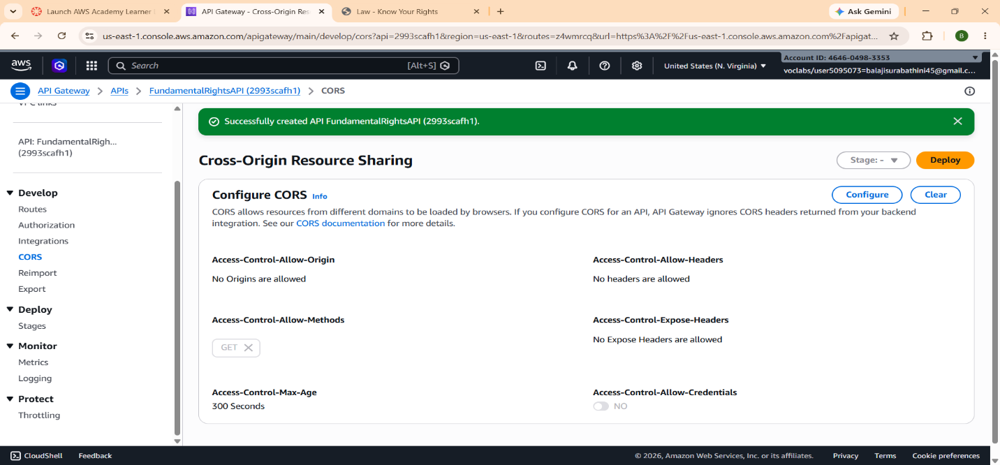 Launch AWS Academy Learner
API Gateway - Cross-Origin Res
Law - Know Your Rights
Ask Gemini
us-east-1.console.aws.amazon.com/apigateway/main/develop/cors?api=2993scafh1&region=us-east-1&routes=z4wmrcq&url=https%3A%2F%2Fus-east-1.console.aws.amazon.com%2Fapigat...
B
aws
Search
[Alt+S]
United States (N. Virginia)
Account ID: 4646-0498-3353
voclabs/user5095073=balajisurabathini45@gmail.c...
API Gateway
APIs
FundamentalRightsAPI (2993scafh1)
CORS
VPC links
API: FundamentalRigh...
(2993scafh1)
Develop
Routes
Authorization
Integrations
CORS
Reimport
Export
Deploy
Stages
Monitor
Metrics
Logging
Protect
Throttling
Successfully created API FundamentalRightsAPI (2993scafh1).
Cross-Origin Resource Sharing
Stage: -
Deploy
Configure CORS Info
Configure
Clear
CORS allows resources from different domains to be loaded by browsers. If you configure CORS for an API, API Gateway ignores CORS headers returned from your backend
integration. See our CORS documentation for more details.
Access-Control-Allow-Origin
No Origins are allowed
Access-Control-Allow-Headers
No headers are allowed
Access-Control-Allow-Methods
GET
Access-Control-Expose-Headers
No Expose Headers are allowed
Access-Control-Max-Age
300 Seconds
Access-Control-Allow-Credentials
NO
CloudShell
Feedback
© 2026, Amazon Web Services, Inc. or its affiliates.
Privacy
Terms
Cookie preferences